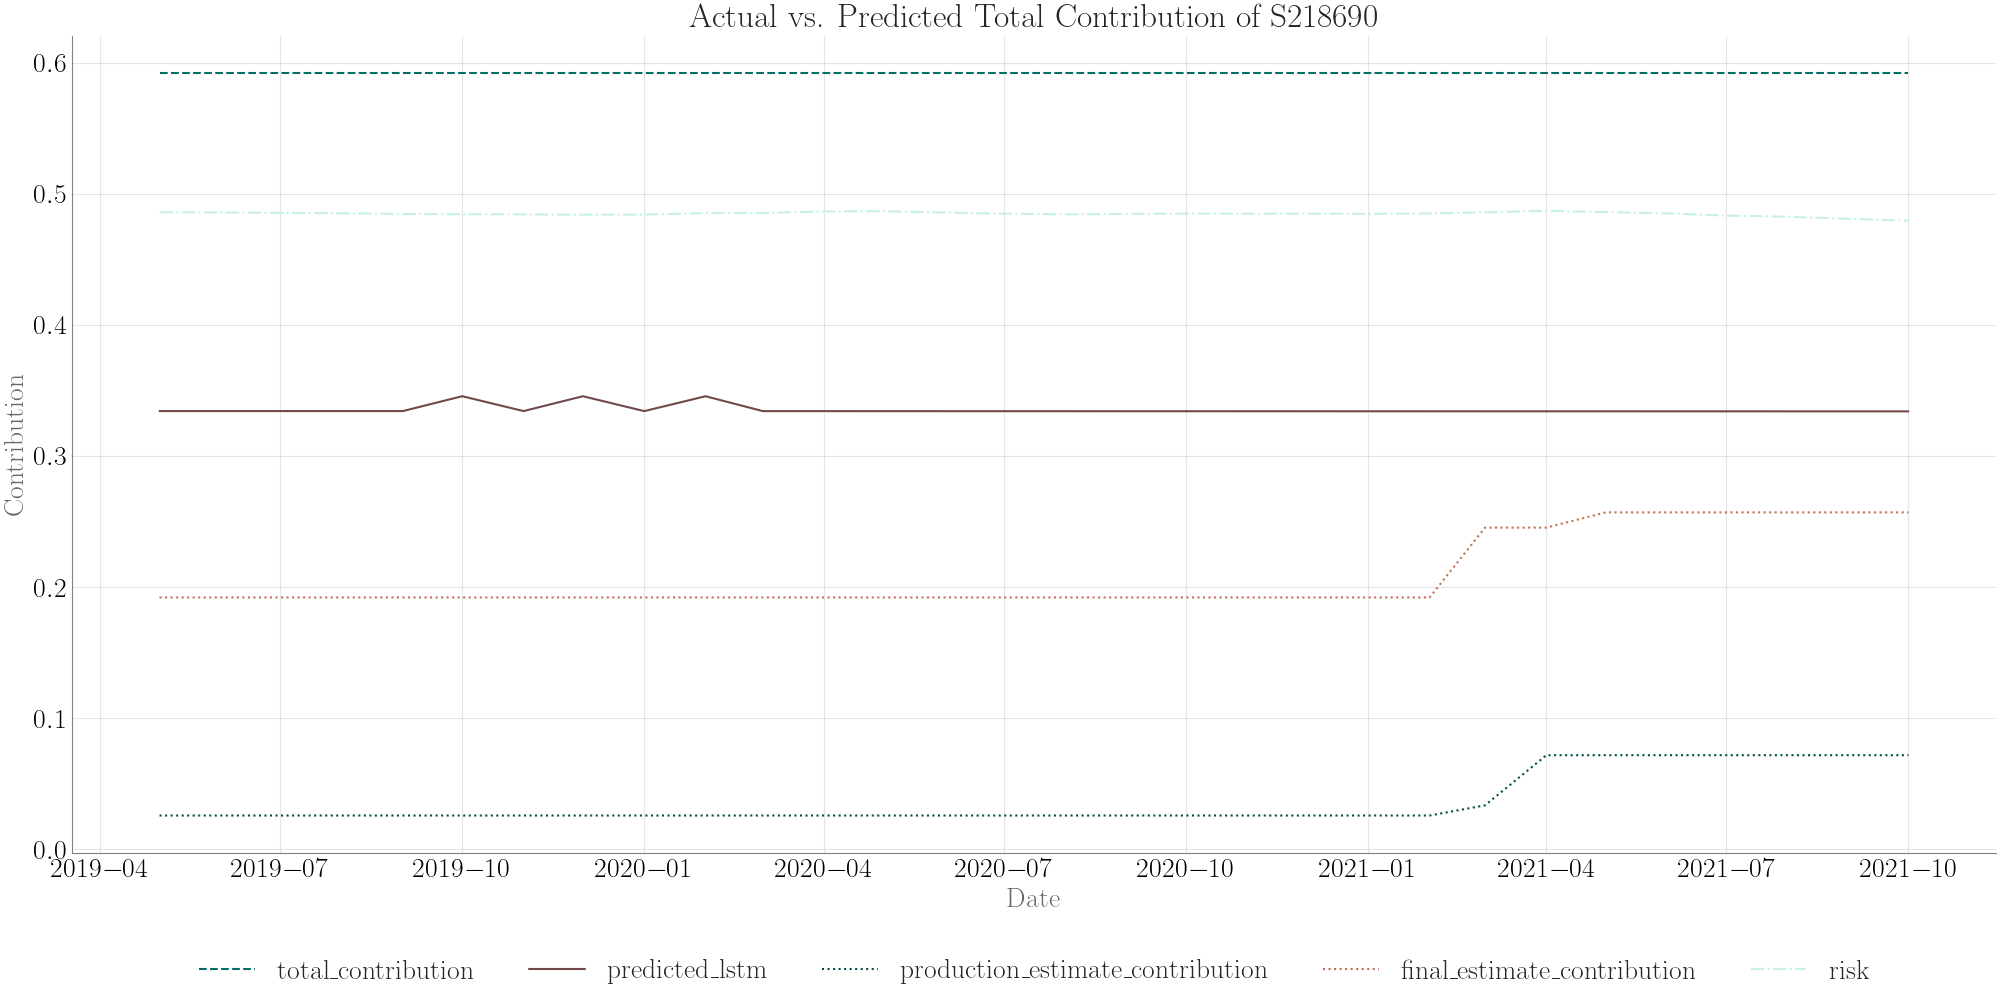 Actual vs. Predicted Total Contribution of S218690
0.6
0.5
0.4
0.3
0.2
0.1
0.0
Contribution
2019−04 2019−07 2019−10 2020−01 2020−04 2020−07 2020−10 2021−01 2021−04 2021−07 2021−10
Date
total_contribution predicted_lstm production_estimate_contribution final_estimate_contribution risk